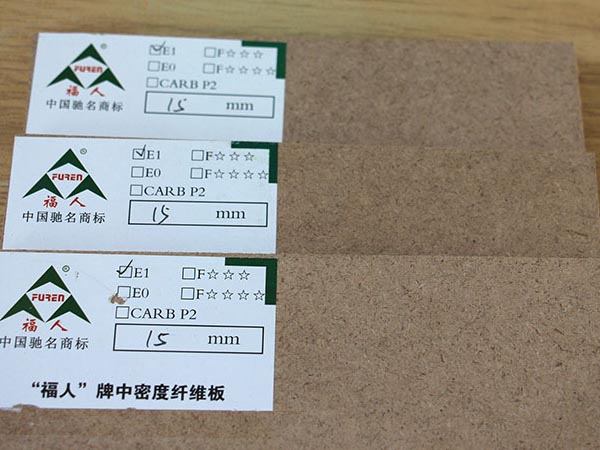 FUREN
®
福人
中国驰名商标
☑E1 ☐F☆☆☆
☐E0 ☐F☆☆☆☆
☐CARB P2
15 mm
FUREN
®
福人
中国驰名商标
☑E1 ☐F☆☆☆
☐E0 ☐F☆☆☆☆
☐CARB P2
15 mm
FUREN
®
福人
中国驰名商标
☑E1 ☐F☆☆☆
☐E0 ☐F☆☆☆☆
☐CARB P2
15 mm
“福人”牌中密度纤维板